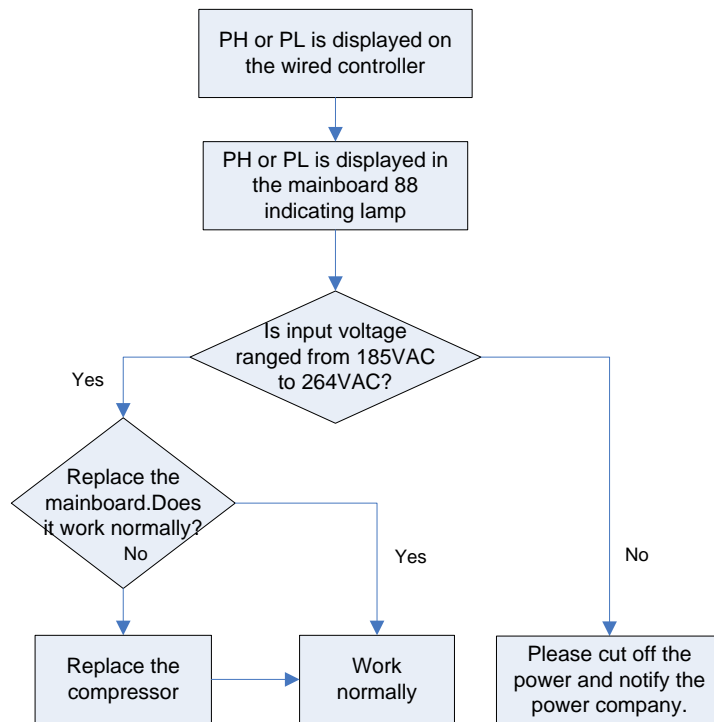 PH or PL is displayed on
the wired controller
PH or PL is displayed in
the mainboard 88
indicating lamp
Is input voltage
ranged from 185VAC
to 264VAC?
Yes
Replace the
mainboard.Does
it work normally?
No
Yes
No
Replace the
compressor
Work
normally
Please cut off the
power and notify the
power company.